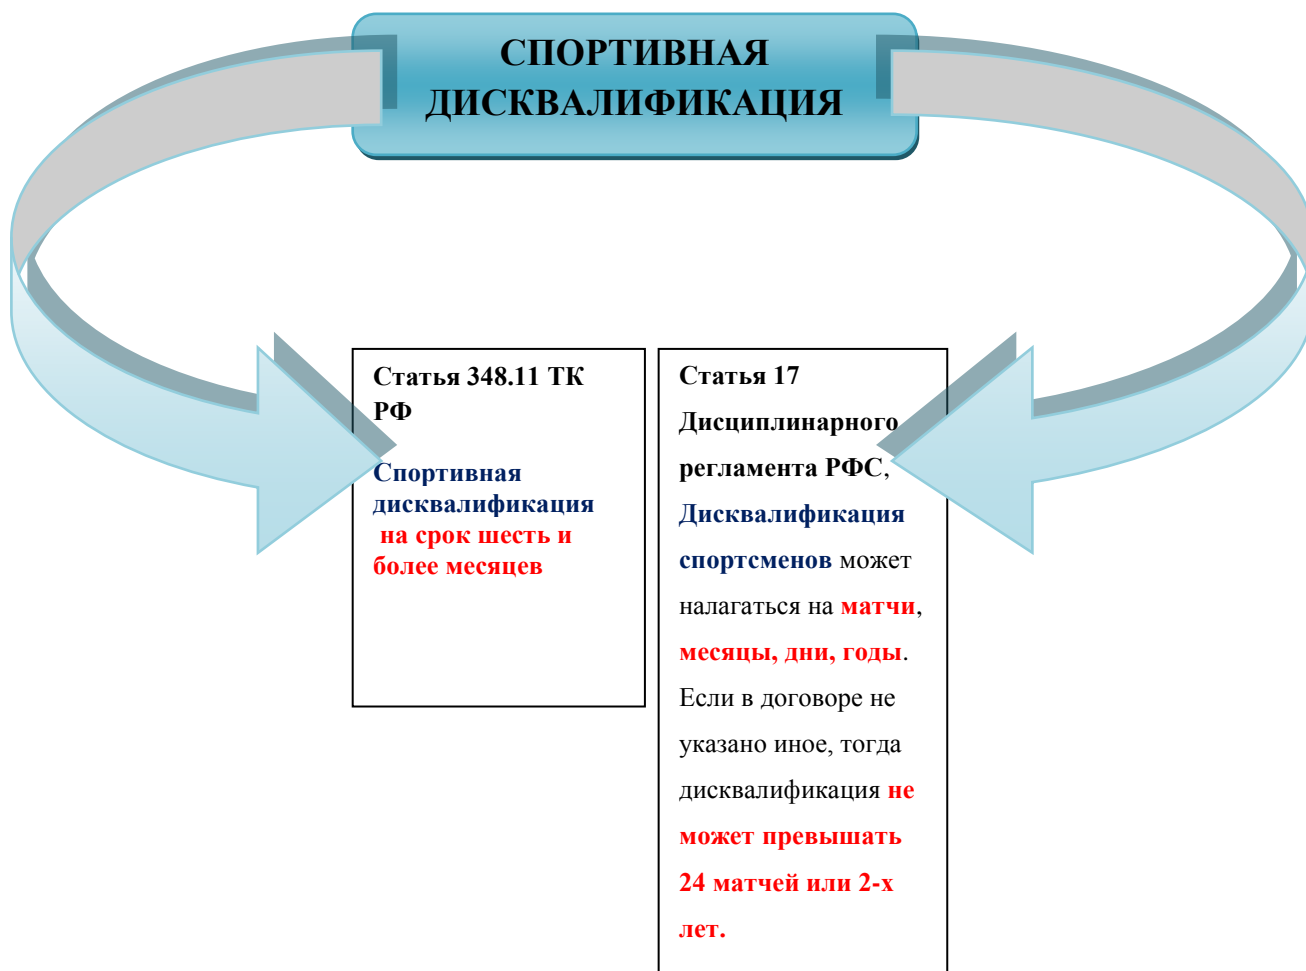 СПОРТИВНАЯ
ДИСКВАЛИФИКАЦИЯ
Статья 348.11 ТК
РФ
Спортивная
дисквалификация
на срок шесть и
более месяцев
Статья 17
Дисциплинарного
регламента РФС,
Дисквалификация
спортсменов может
налагаться на матчи,
месяцы, дни, годы.
Если в договоре не
указано иное, тогда
дисквалификация не
может превышать
24 матчей или 2-х
лет.